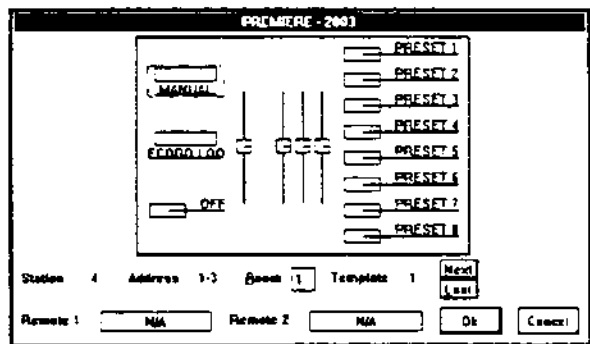 PREMIERE - 2003
MANUAL
OFF
PRESET 1
PRESET 2
PRESET 3
PRESET 4
PRESET 5
PRESET 6
PRESET 7
PRESET 8
Station 4 Address 1-3 Room 1 Template 1
Next
Last
Remote 1 N/A Remote 2 N/A Ok Cancel